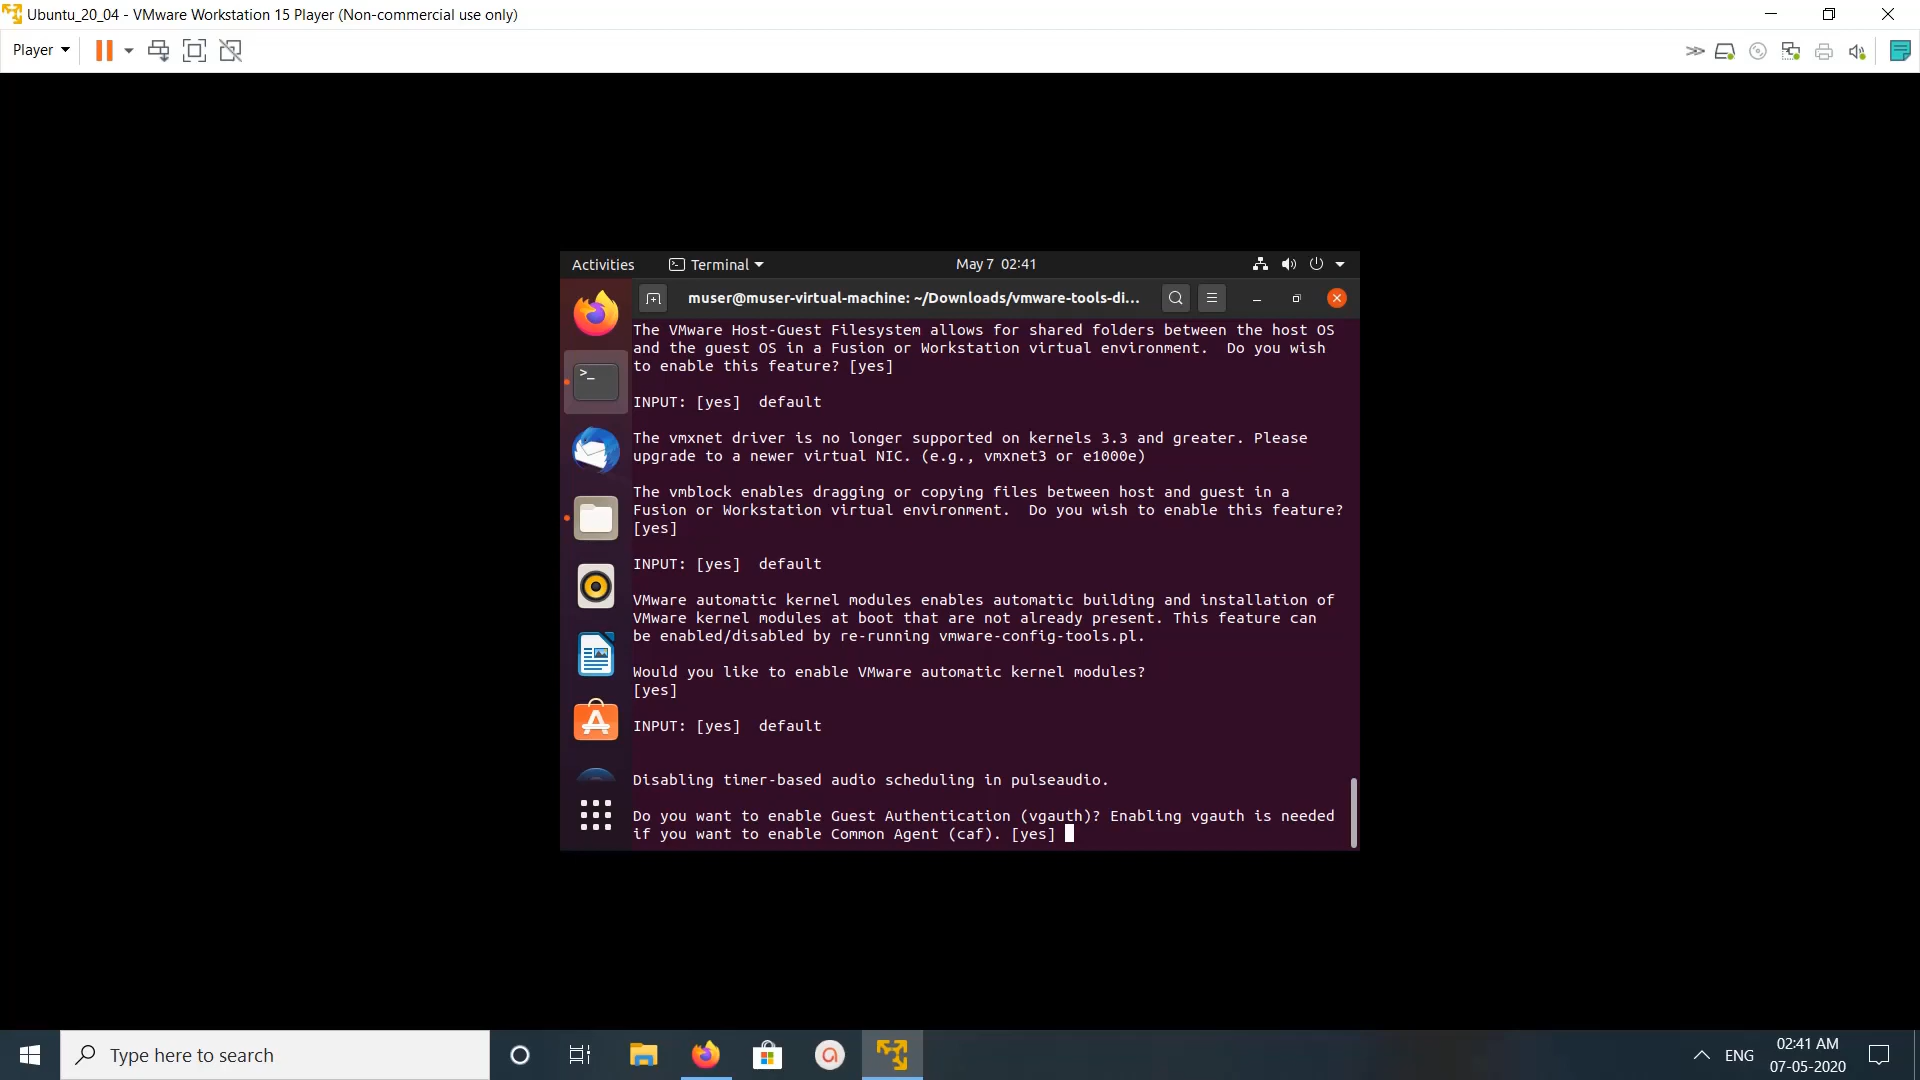 Ubuntu_20_04 - VMware Workstation 15 Player (Non-commercial use only)
Player
Activities
Terminal
May 7 02:41
muser@muser-virtual-machine: ~/Downloads/vmware-tools-di...
The VMware Host-Guest Filesystem allows for shared folders between the host OS
and the guest OS in a Fusion or Workstation virtual environment.  Do you wish
to enable this feature? [yes]
INPUT: [yes]  default
The vmxnet driver is no longer supported on kernels 3.3 and greater. Please
upgrade to a newer virtual NIC. (e.g., vmxnet3 or e1000e)
The vmblock enables dragging or copying files between host and guest in a
Fusion or Workstation virtual environment.  Do you wish to enable this feature?
[yes]
INPUT: [yes]  default
VMware automatic kernel modules enables automatic building and installation of
VMware kernel modules at boot that are not already present. This feature can
be enabled/disabled by re-running vmware-config-tools.pl.
Would you like to enable VMware automatic kernel modules?
[yes]
INPUT: [yes]  default
Disabling timer-based audio scheduling in pulseaudio.
Do you want to enable Guest Authentication (vgauth)? Enabling vgauth is needed
if you want to enable Common Agent (caf). [yes]
Type here to search
ENG
02:41 AM
07-05-2020